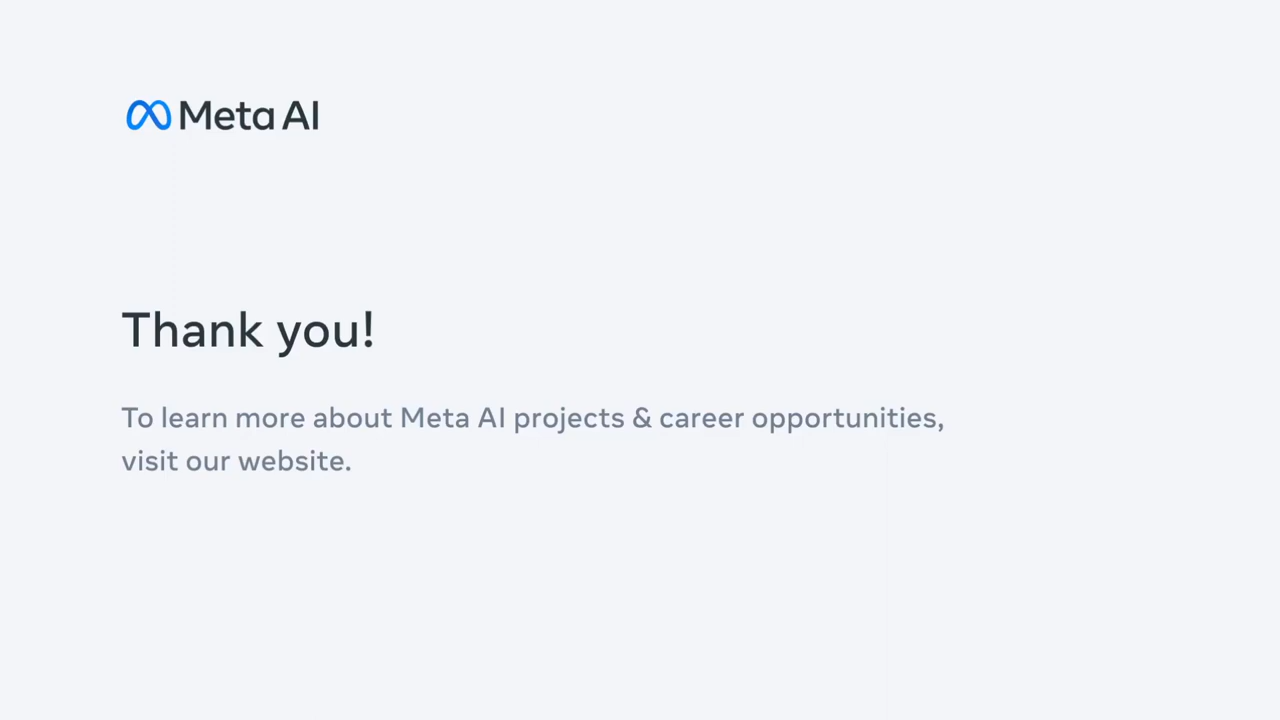 Meta AI
Thank you!
To learn more about Meta AI projects & career opportunities,
visit our website.